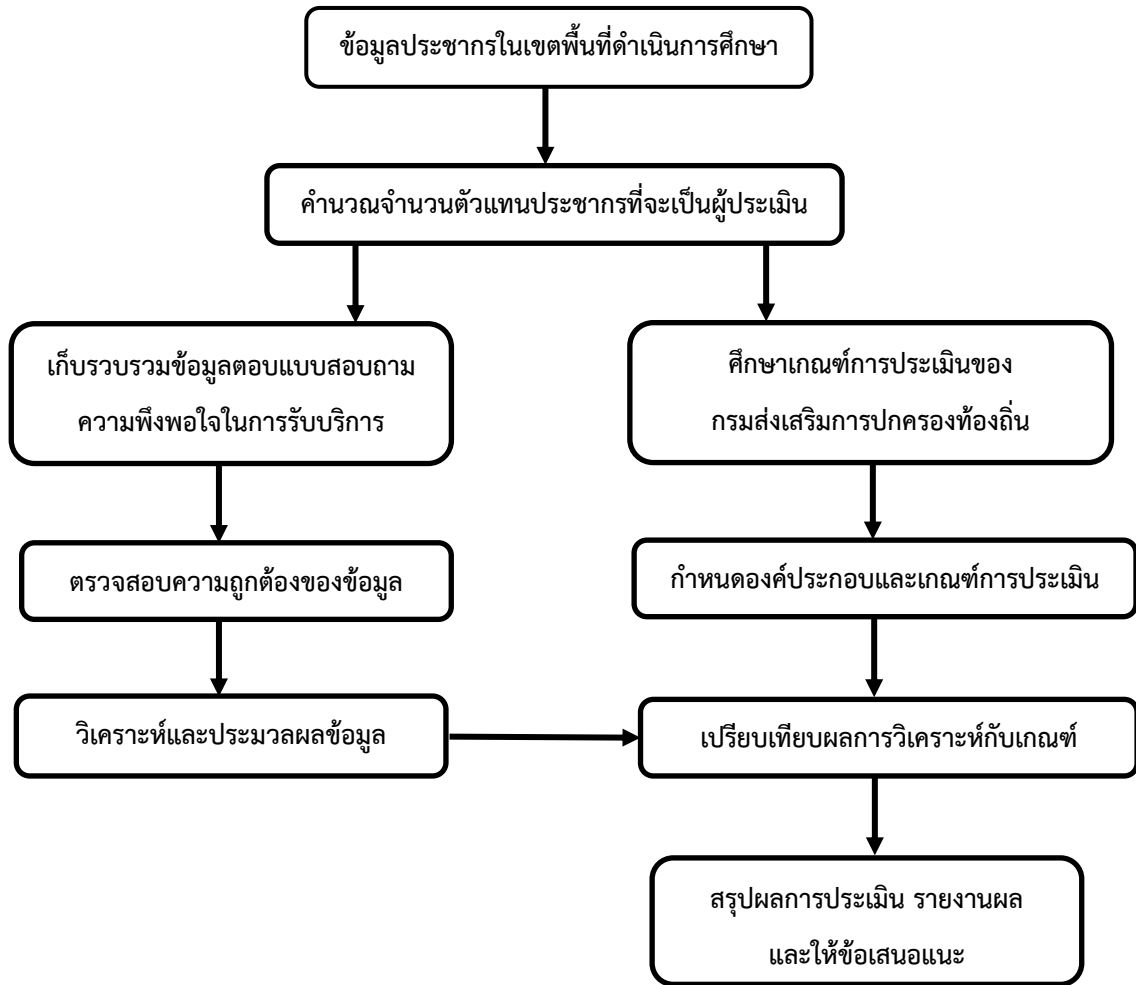 ข้อมูลประชากรในเขตพื้นที่ดำเนินการศึกษา
คำนวณจำนวนตัวแทนประชากรที่จะเป็นผู้ประเมิน
เก็บรวบรวมข้อมูลตอบแบบสอบถาม
ความพึงพอใจในการรับบริการ
ศึกษาเกณฑ์การประเมินของ
กรมส่งเสริมการปกครองท้องถิ่น
ตรวจสอบความถูกต้องของข้อมูล
กำหนดองค์ประกอบและเกณฑ์การประเมิน
วิเคราะห์และประมวลผลข้อมูล
เปรียบเทียบผลการวิเคราะห์กับเกณฑ์
สรุปผลการประเมิน รายงานผล
และให้ข้อเสนอแนะ